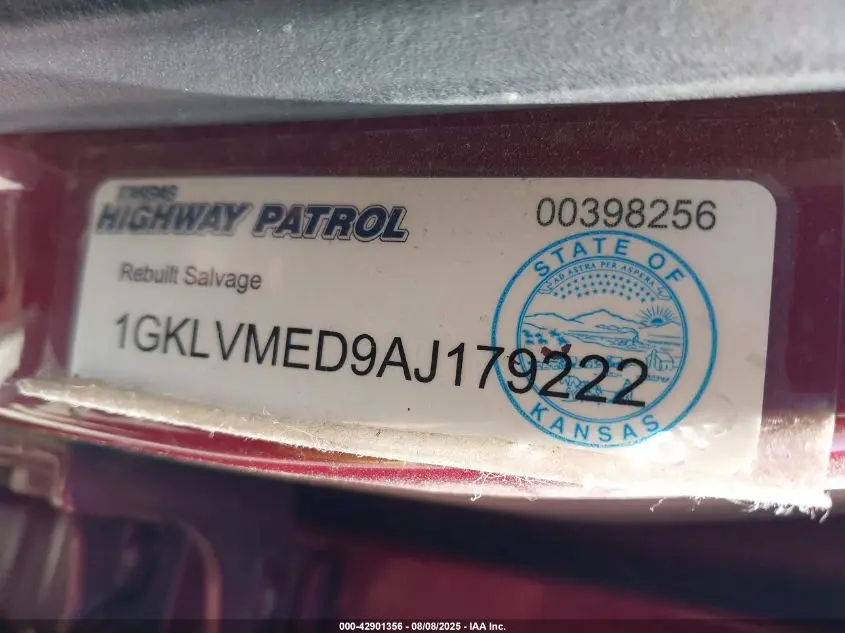 KANSAS
HIGHWAY PATROL
00398256
Rebuilt Salvage
1GKLVMED9AJ179222
STATE OF
AD ASTRA PER ASPERA
KANSAS
000-42901356 - 08/08/2025 - IAA Inc.